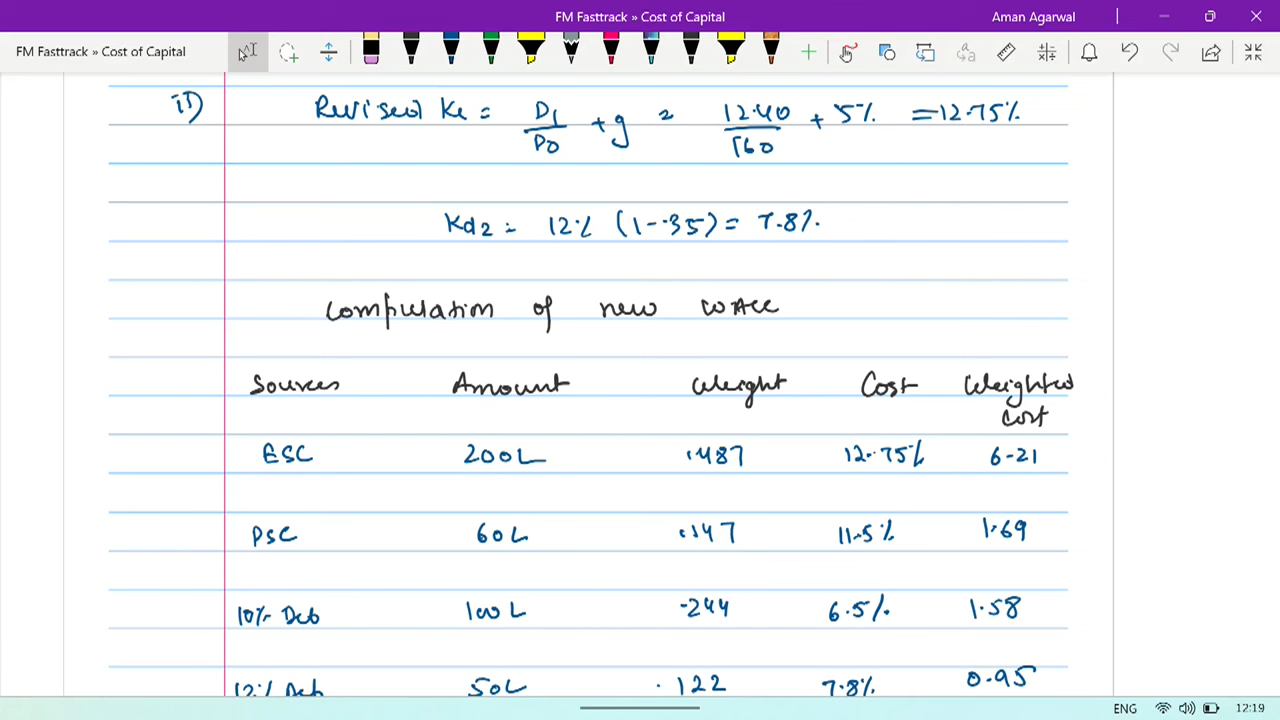 FM Fasttrack » Cost of Capital
Aman Agarwal
FM Fasttrack » Cost of Capital
ii) Revised Ke = D1/P0 + g = 12.40/160 + 5% = 12.75%
Kd2 = 12% (1-.35) = 7.8%
Computation of new WACC
Sources Amount Weight Cost Weighted cost
ESC 200L .487 12.75% 6-21
PSC 60L .147 11.5% 1.69
10% Deb 100L .244 6.5% 1.58
12% Deb 50L .122 7.8% 0.95
ENG 12:19